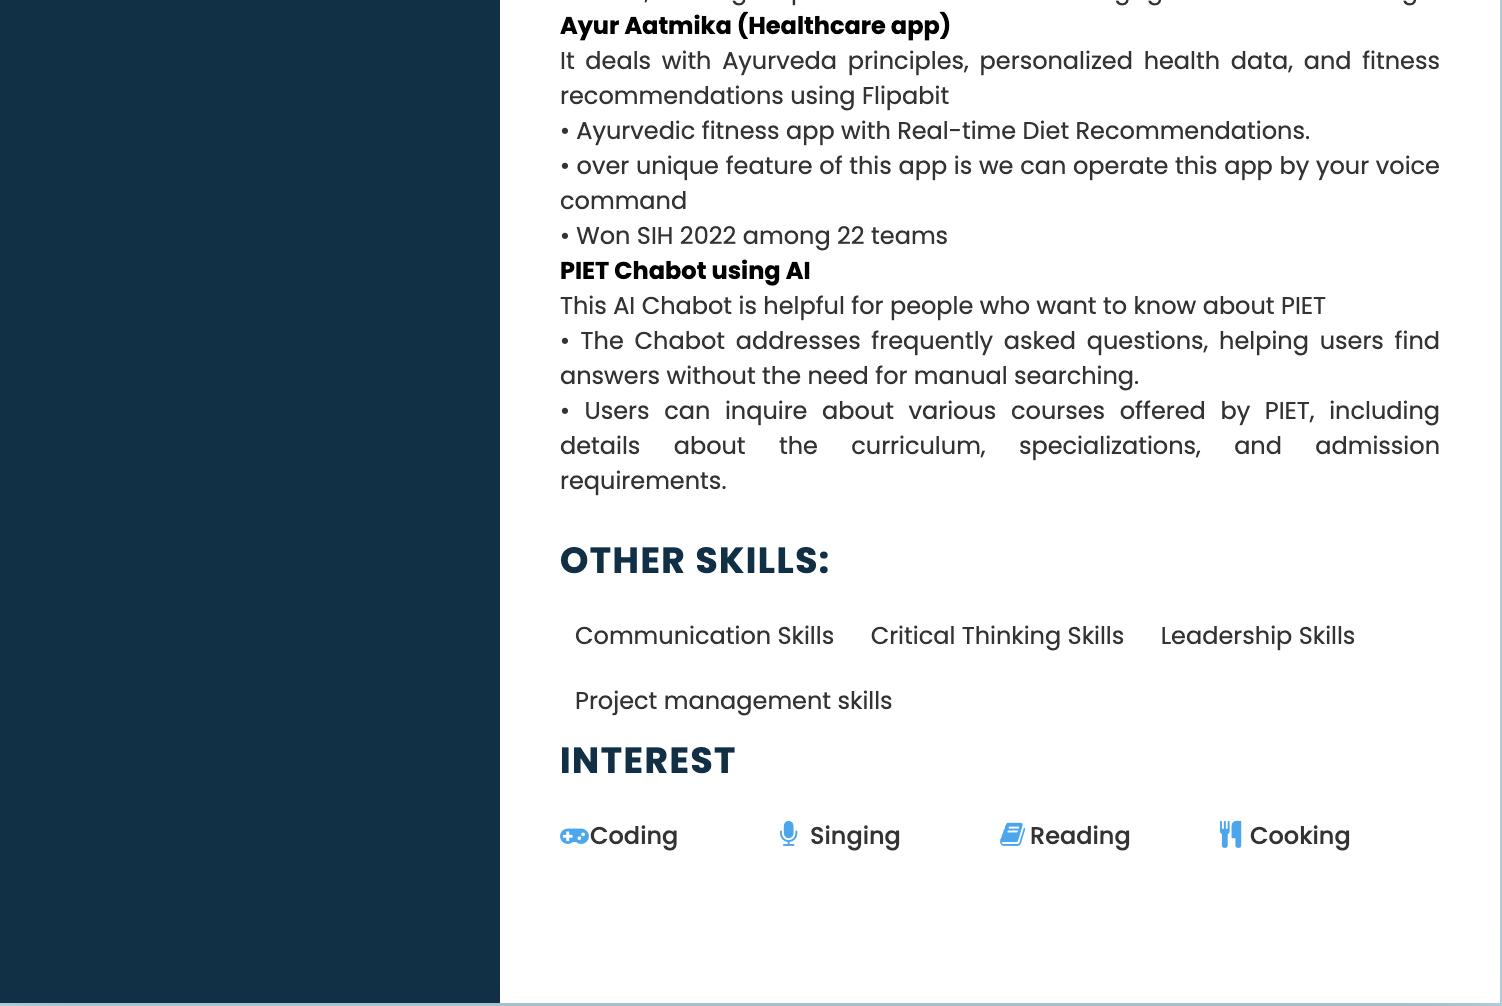 Ayur Aatmika (Healthcare app)
It deals with Ayurveda principles, personalized health data, and fitness
recommendations using Flipabit
• Ayurvedic fitness app with Real-time Diet Recommendations.
• over unique feature of this app is we can operate this app by your voice
command
• Won SIH 2022 among 22 teams
PIET Chabot using AI
This AI Chabot is helpful for people who want to know about PIET
• The Chabot addresses frequently asked questions, helping users find
answers without the need for manual searching.
• Users can inquire about various courses offered by PIET, including
details about the curriculum, specializations, and admission
requirements.
OTHER SKILLS:
Communication Skills Critical Thinking Skills Leadership Skills
Project management skills
INTEREST
Coding Singing Reading Cooking